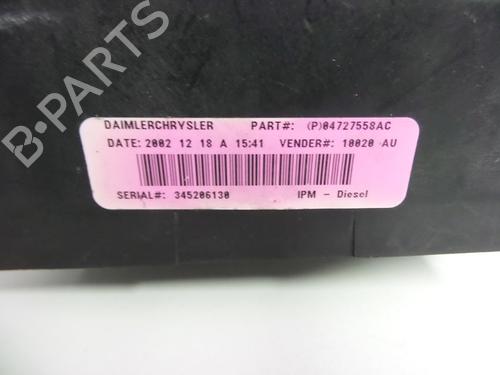 DAIMLERCHRYSLER PART#: (P)04727558AC
DATE: 2002 12 18 A 15:41 VENDER#: 10020 AU
SERIAL#: 345206130 IPM - Diesel
B-PARTS